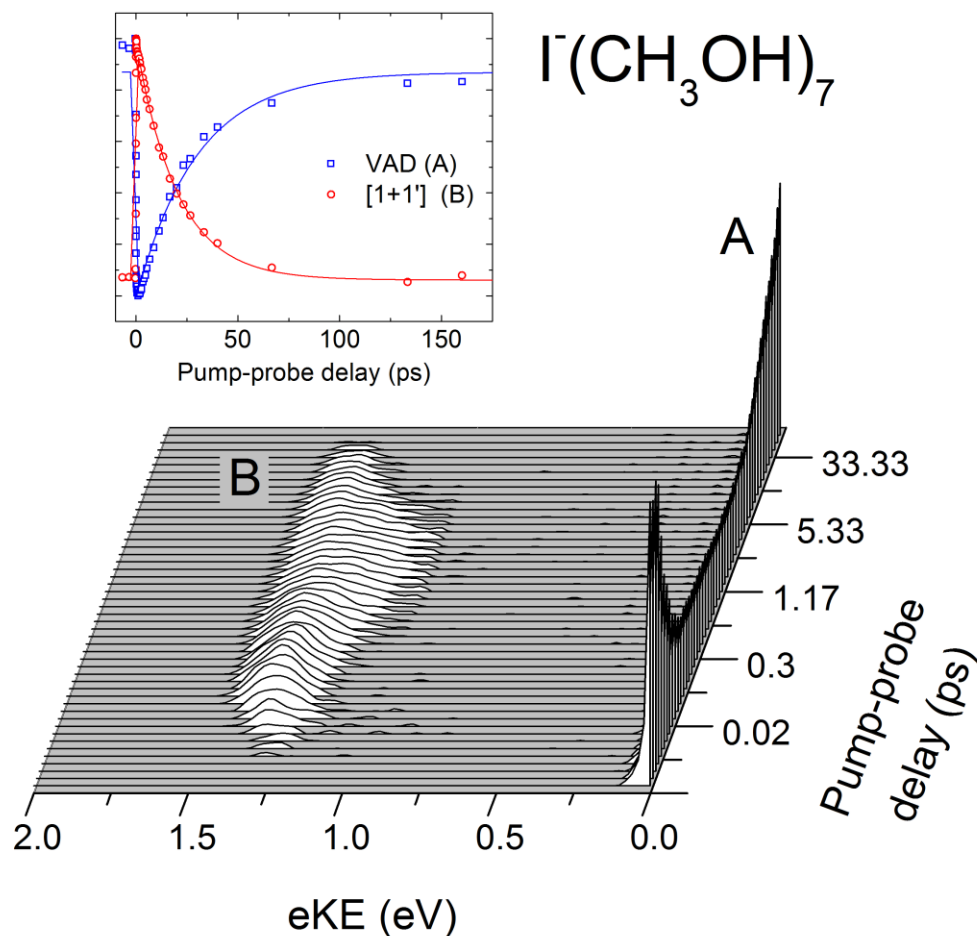 I⁻(CH₃OH)₇
VAD (A)
[1+1'] (B)
0 50 100 150
Pump-probe delay (ps)
A
B
33.33
5.33
1.17
0.3
0.02
Pump-probe
delay (ps)
2.0 1.5 1.0 0.5 0.0
eKE (eV)